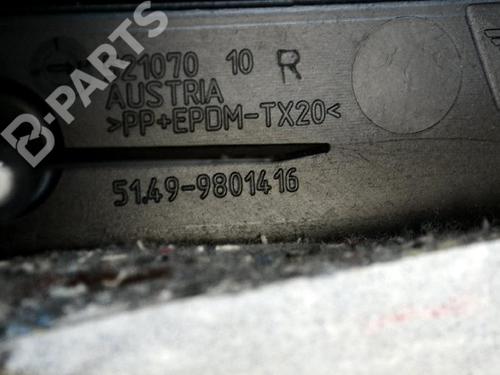 B-PARTS
21070 10 R
AUSTRIA
>PP+EPDM-TX20<
51.49-9801416